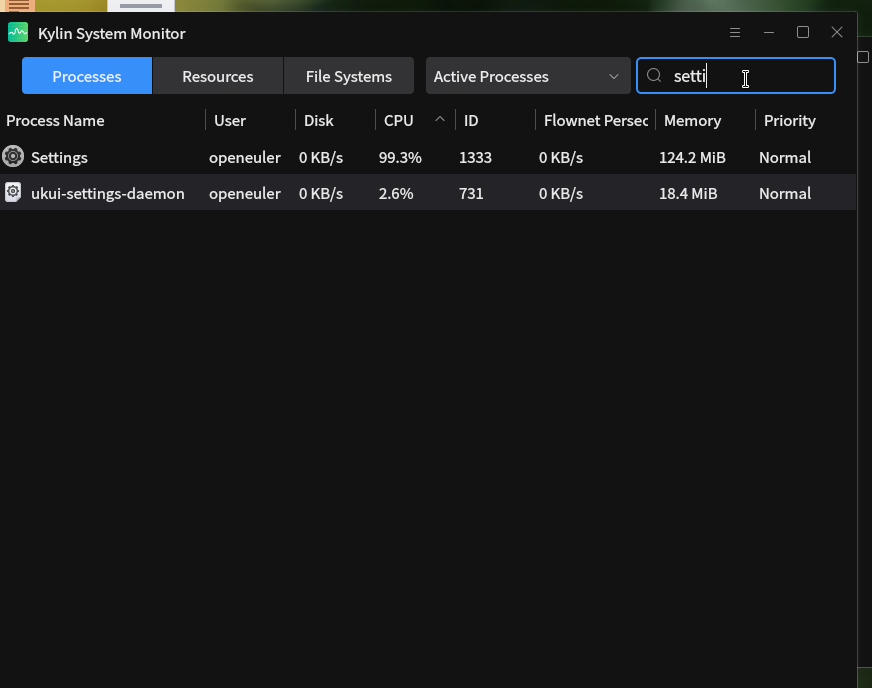 Kylin System Monitor
Processes Resources File Systems Active Processes setti
Process Name User Disk CPU ID Flownet Persec Memory Priority
Settings openeuler 0 KB/s 99.3% 1333 0 KB/s 124.2 MiB Normal
ukui-settings-daemon openeuler 0 KB/s 2.6% 731 0 KB/s 18.4 MiB Normal